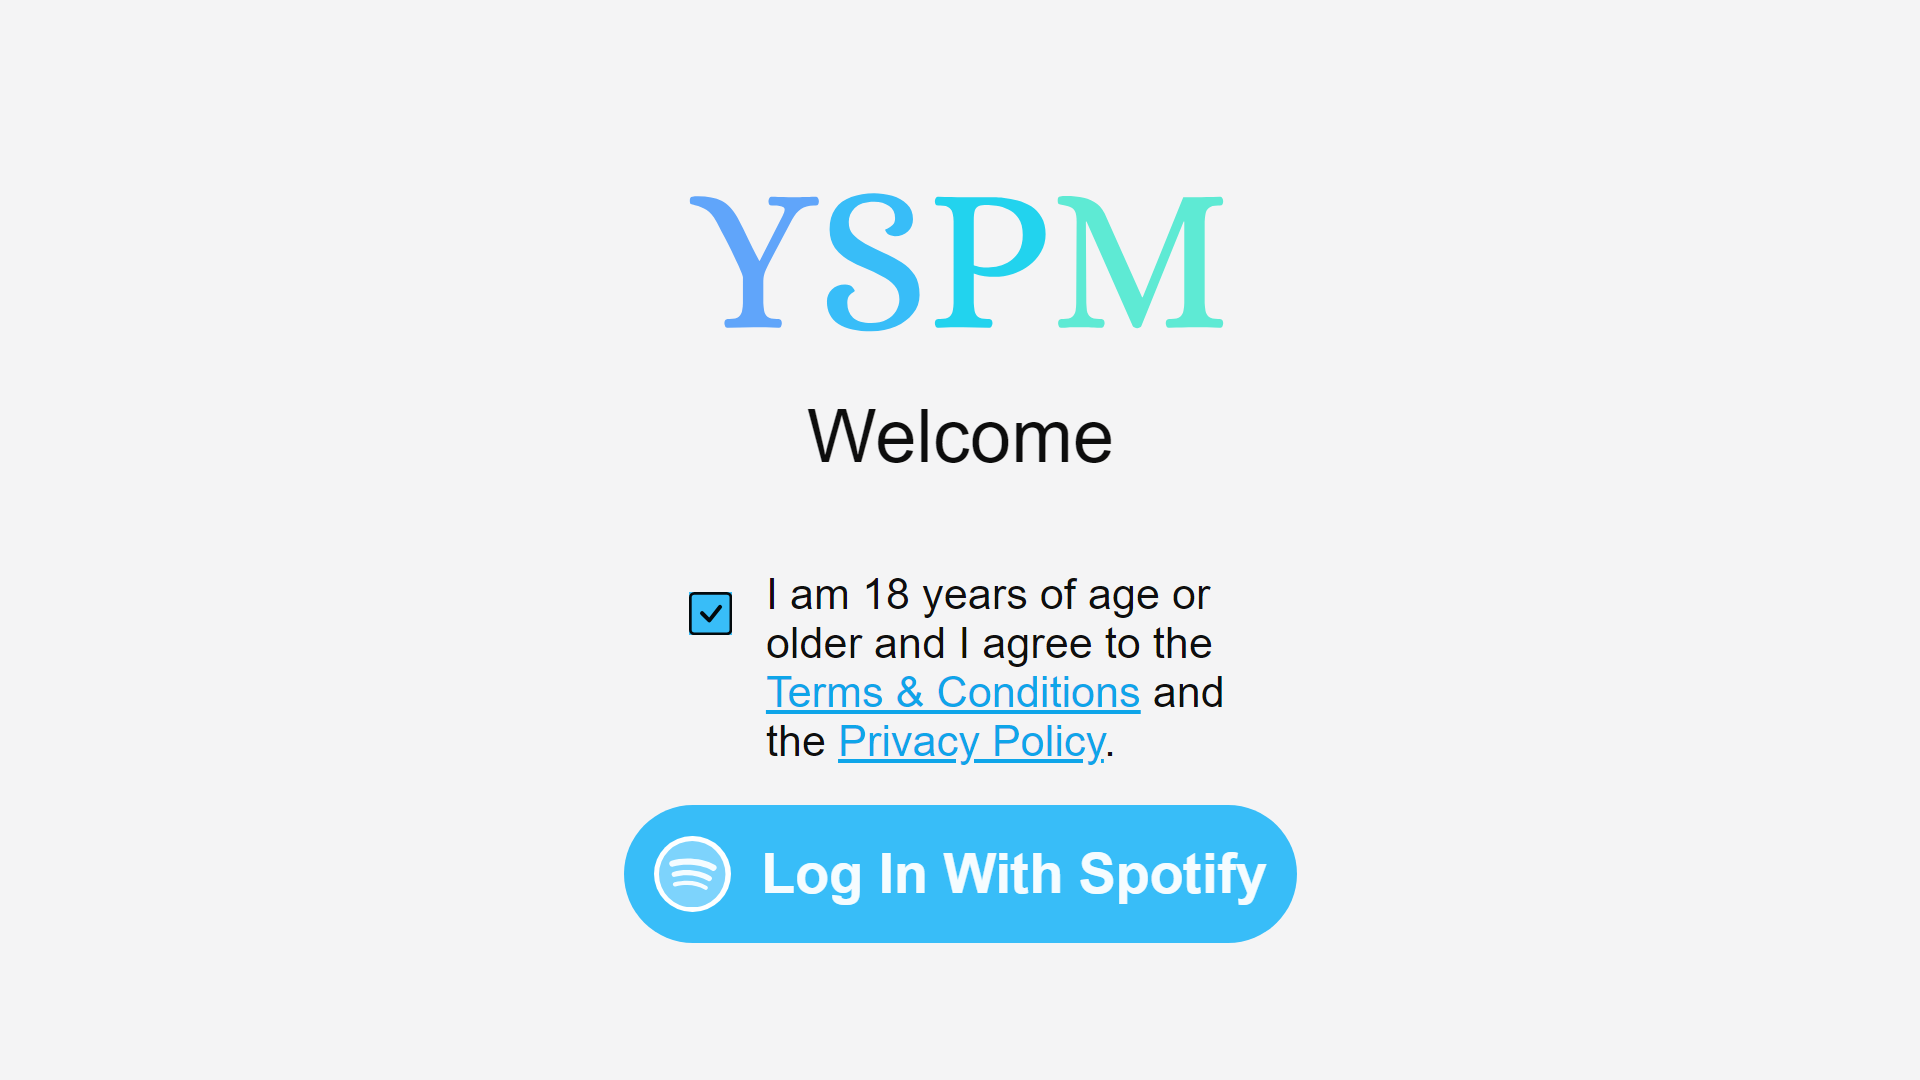 YSPM
Welcome
I am 18 years of age or
older and I agree to the
Terms & Conditions and
the Privacy Policy.
Log In With Spotify